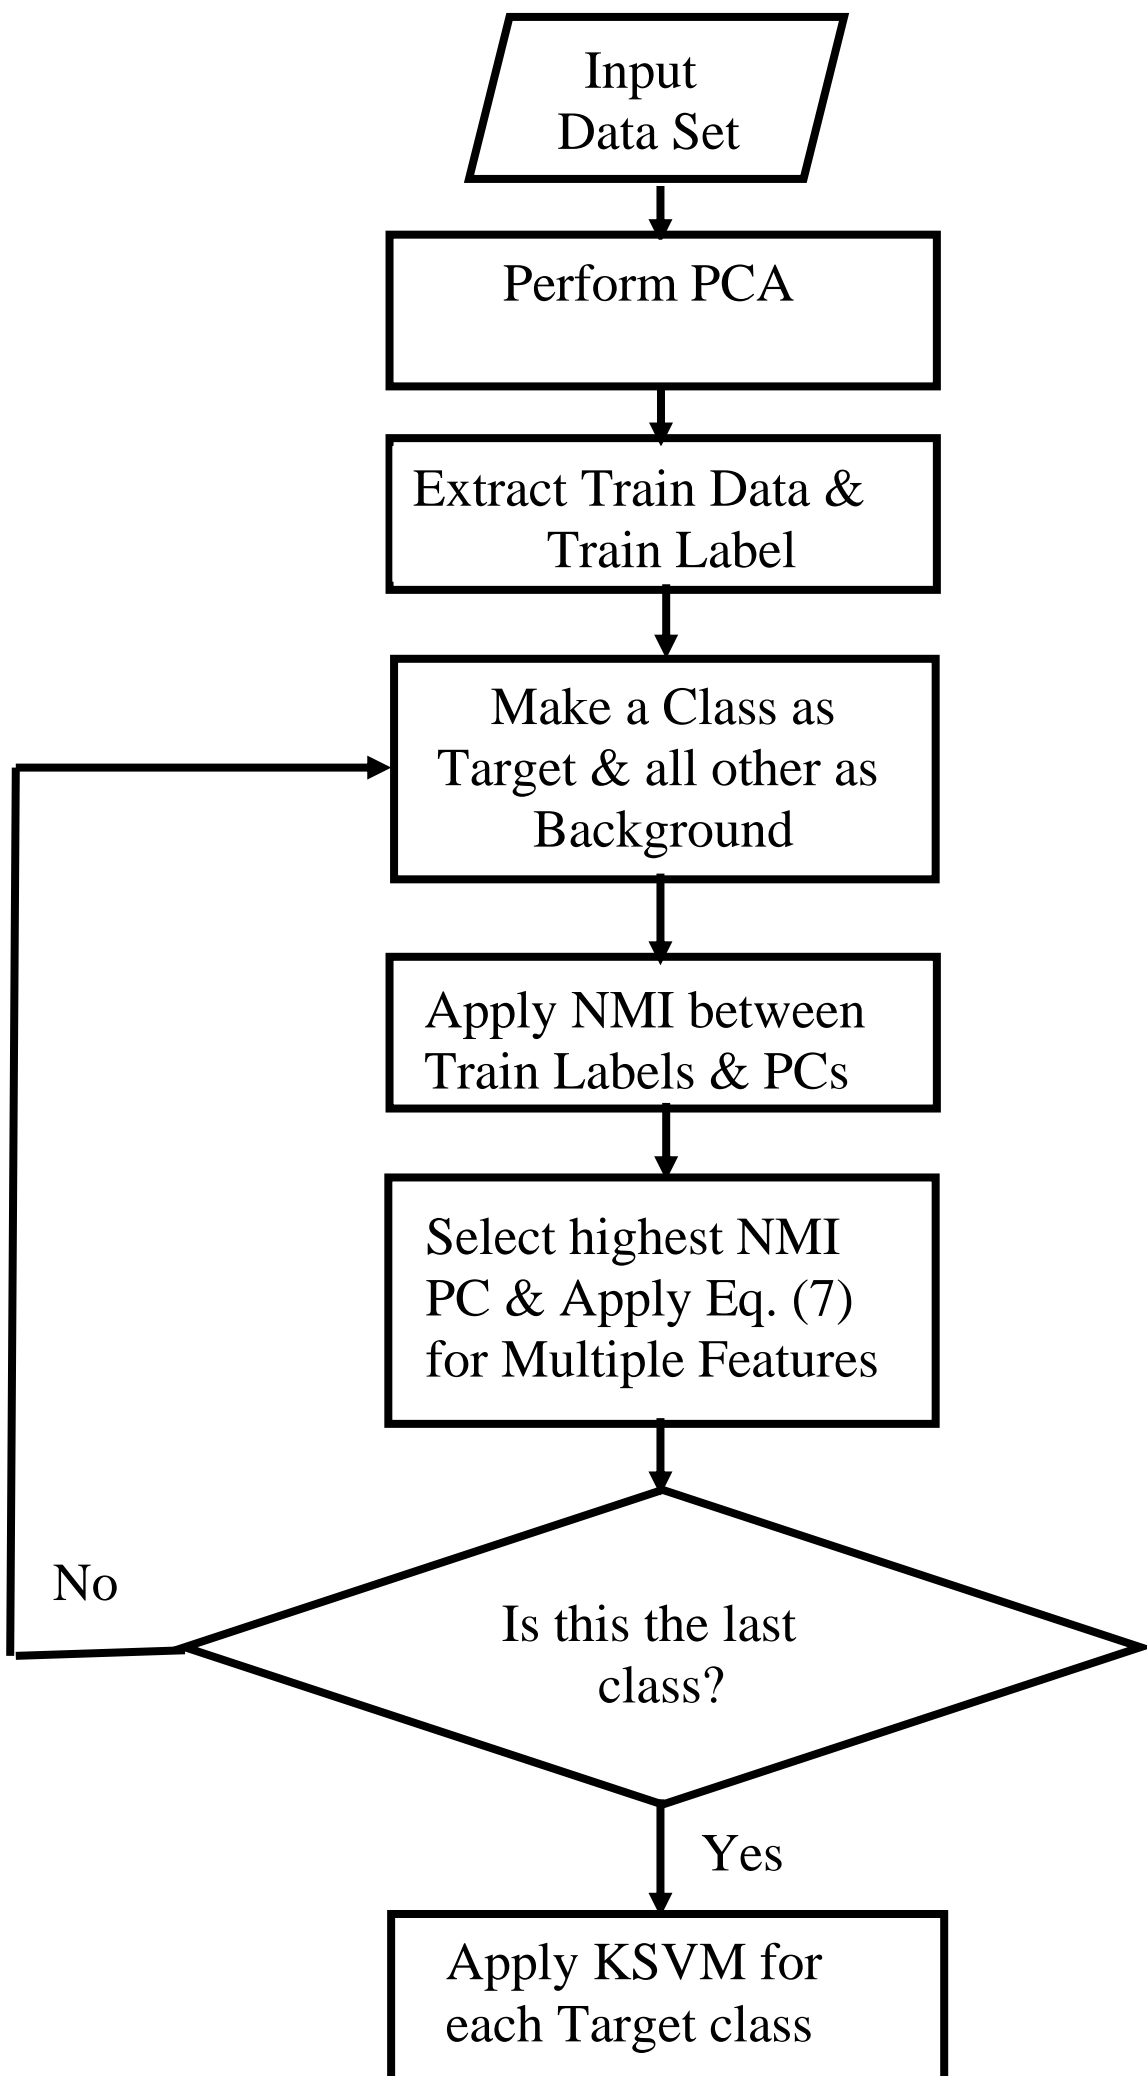 Input
Data Set
Perform PCA
Extract Train Data &
Train Label
Make a Class as
Target & all other as
Background
Apply NMI between
Train Labels & PCs
Select highest NMI
PC & Apply Eq. (7)
for Multiple Features
No
Is this the last
class?
Yes
Apply KSVM for
each Target class